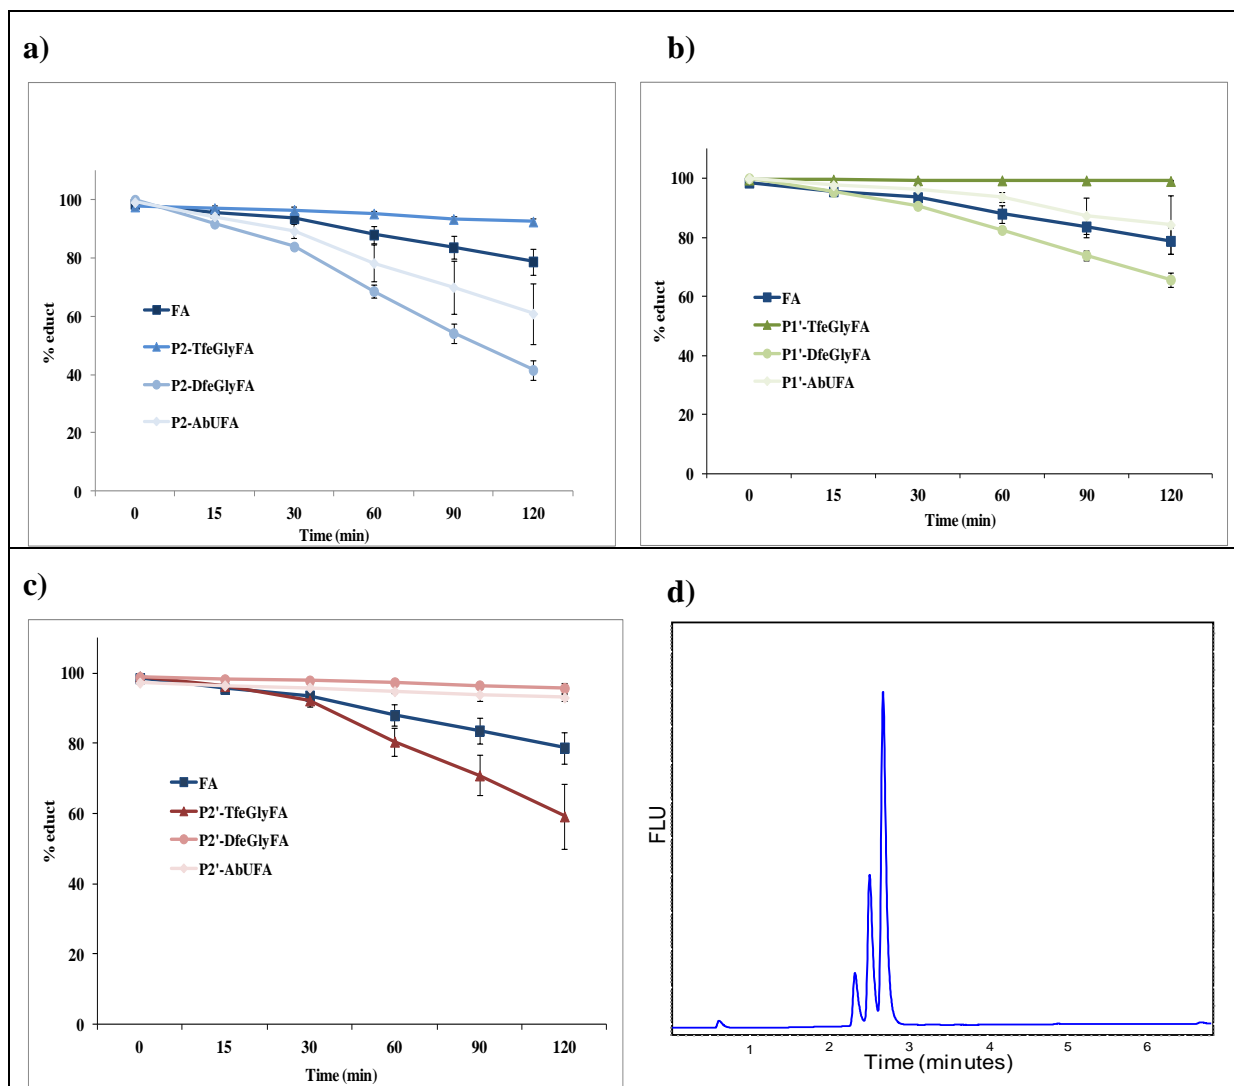 a)
100
80
60
40
20
0
% educt
FA
P2-TfeGlyFA
P2-DfeGlyFA
P2-AbUFA
0 15 30 60 90 120
Time (min)
b)
100
80
60
40
20
0
% educt
FA
P1'-TfeGlyFA
P1'-DfeGlyFA
P1'-AbUFA
0 15 30 60 90 120
Time (min)
c)
100
80
60
40
20
0
% educt
FA
P2'-TfeGlyFA
P2'-DfeGlyFA
P2'-AbUFA
0 15 30 60 90 120
Time (min)
d)
FLU
1 2 3 4 5 6
Time (minutes)